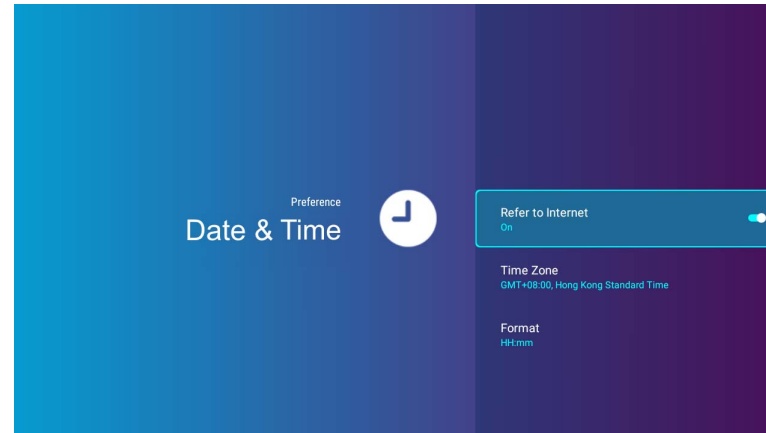 Preference
Date & Time
Refer to Internet
On
Time Zone
GMT+08:00, Hong Kong Standard Time
Format
HH:mm